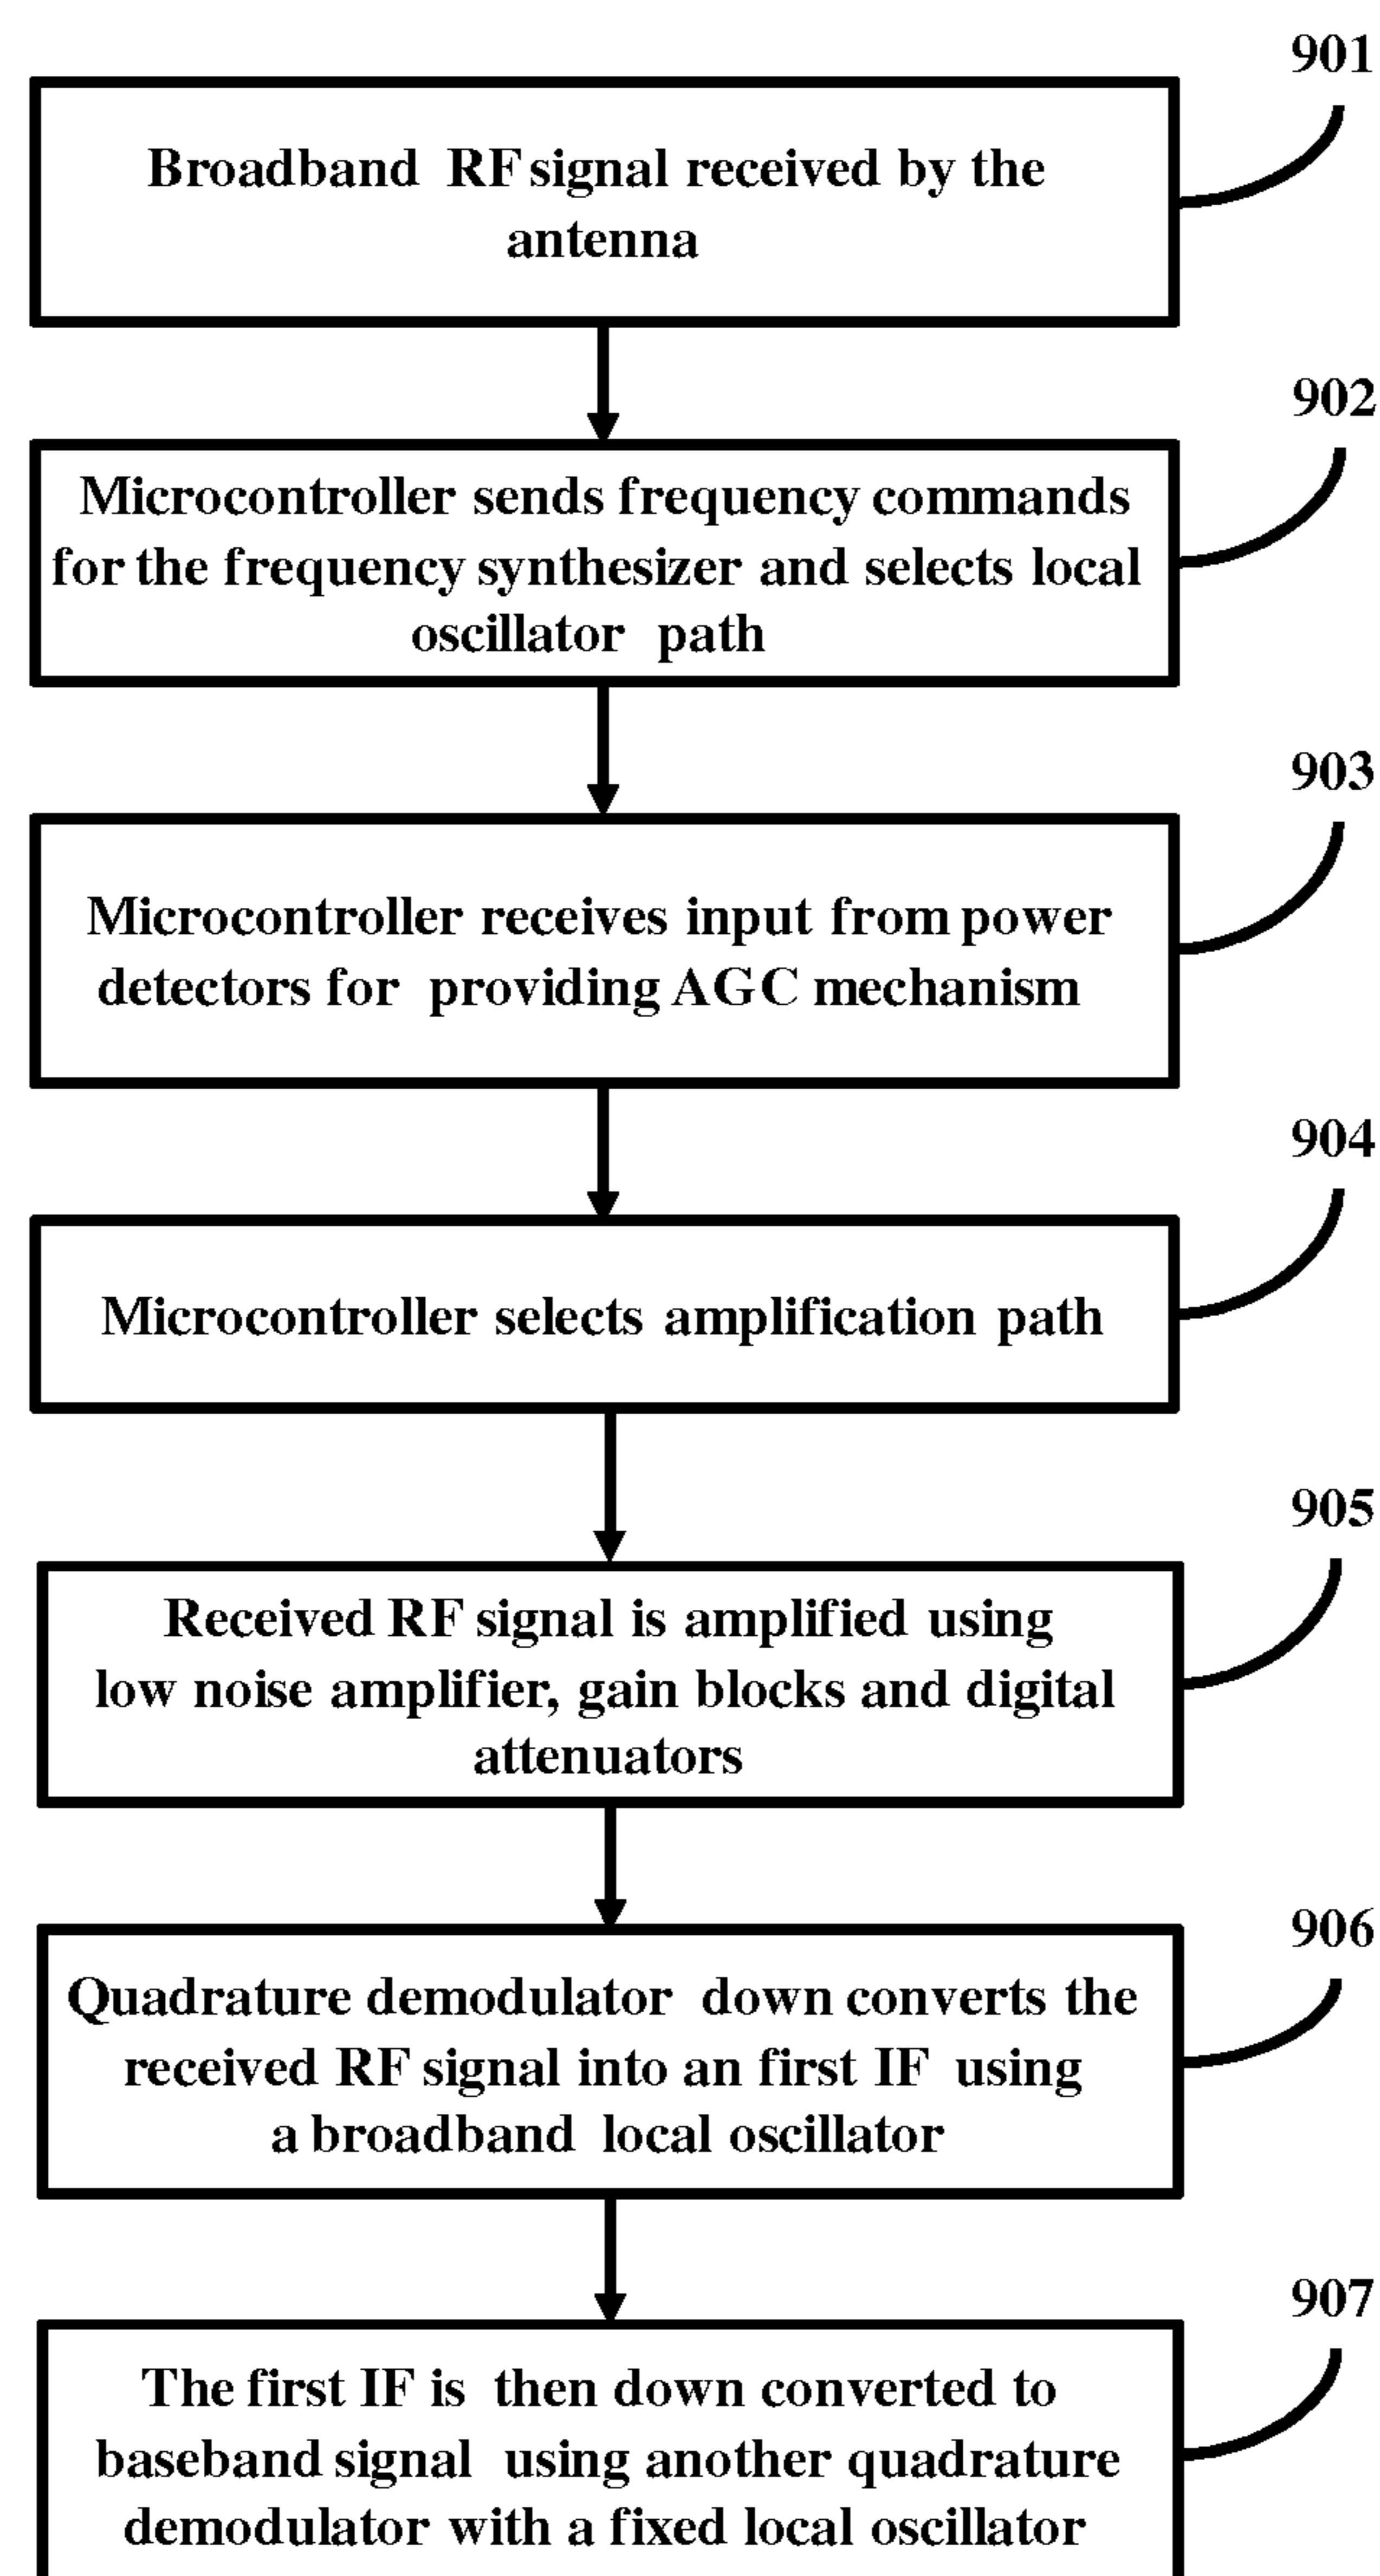 901
Broadband RF signal received by the
antenna
902
Microcontroller sends frequency commands
for the frequency synthesizer and selects local
oscillator path
903
Microcontroller receives input from power
detectors for providing AGC mechanism
904
Microcontroller selects amplification path
905
Received RF signal is amplified using
low noise amplifier, gain blocks and digital
attenuators
906
Quadrature demodulator down converts the
received RF signal into an first IF using
a broadband local oscillator
907
The first IF is then down converted to
baseband signal using another quadrature
demodulator with a fixed local oscillator